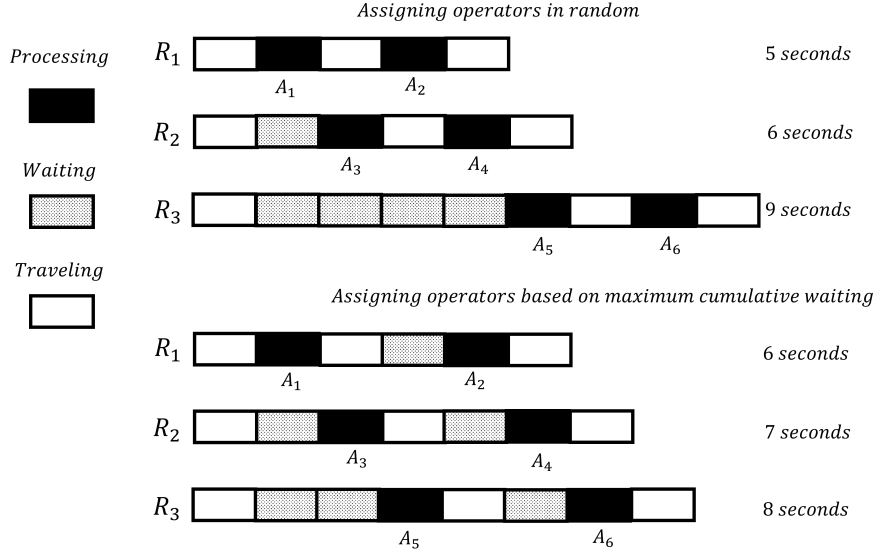 Assigning operators in random
Processing
Waiting
Traveling
R₁ 5 seconds
A₁ A₂
R₂ 6 seconds
A₃ A₄
R₃ 9 seconds
A₅ A₆
Assigning operators based on maximum cumulative waiting
R₁ 6 seconds
A₁ A₂
R₂ 7 seconds
A₃ A₄
R₃ 8 seconds
A₅ A₆